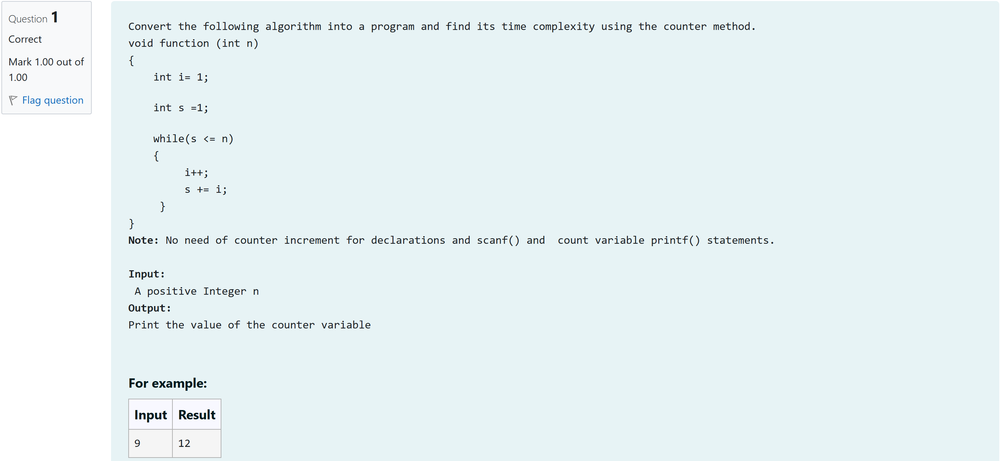 Question 1
Correct
Mark 1.00 out of
1.00
Flag question
Convert the following algorithm into a program and find its time complexity using the counter method.
void function (int n)
{
    int i= 1;
    int s =1;
    while(s <= n)
    {
         i++;
         s += i;
     }
}
Note: No need of counter increment for declarations and scanf() and  count variable printf() statements.
Input:
 A positive Integer n
Output:
Print the value of the counter variable
For example:
Input Result
9 12